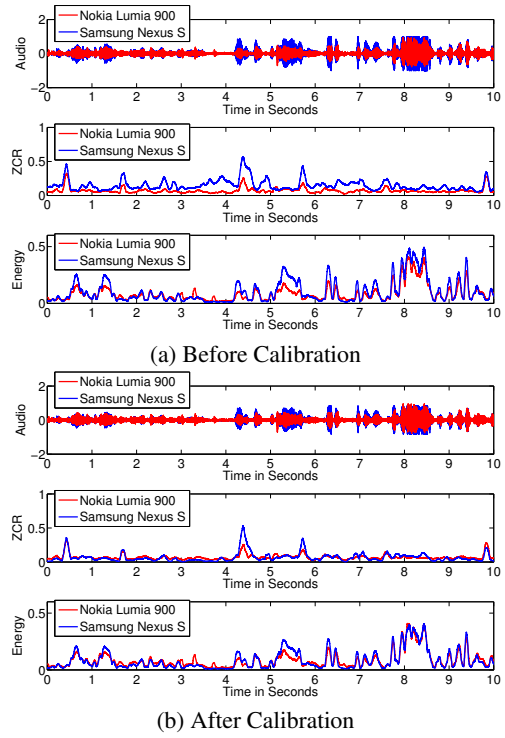 Nokia Lumia 900
Samsung Nexus S
Audio
2
0
−2
0 1 2 3 4 5 6 7 8 9 10
Time in Seconds
Nokia Lumia 900
Samsung Nexus S
ZCR
1
0.5
0
0 1 2 3 4 5 6 7 8 9 10
Time in Seconds
Nokia Lumia 900
Samsung Nexus S
Energy
0.5
0
0 1 2 3 4 5 6 7 8 9 10
Time in Seconds
(a) Before Calibration
Nokia Lumia 900
Samsung Nexus S
Audio
2
0
−2
0 1 2 3 4 5 6 7 8 9 10
Time in Seconds
Nokia Lumia 900
Samsung Nexus S
ZCR
1
0.5
0
0 1 2 3 4 5 6 7 8 9 10
Time in Seconds
Nokia Lumia 900
Samsung Nexus S
Energy
0.5
0
0 1 2 3 4 5 6 7 8 9 10
Time in Seconds
(b) After Calibration